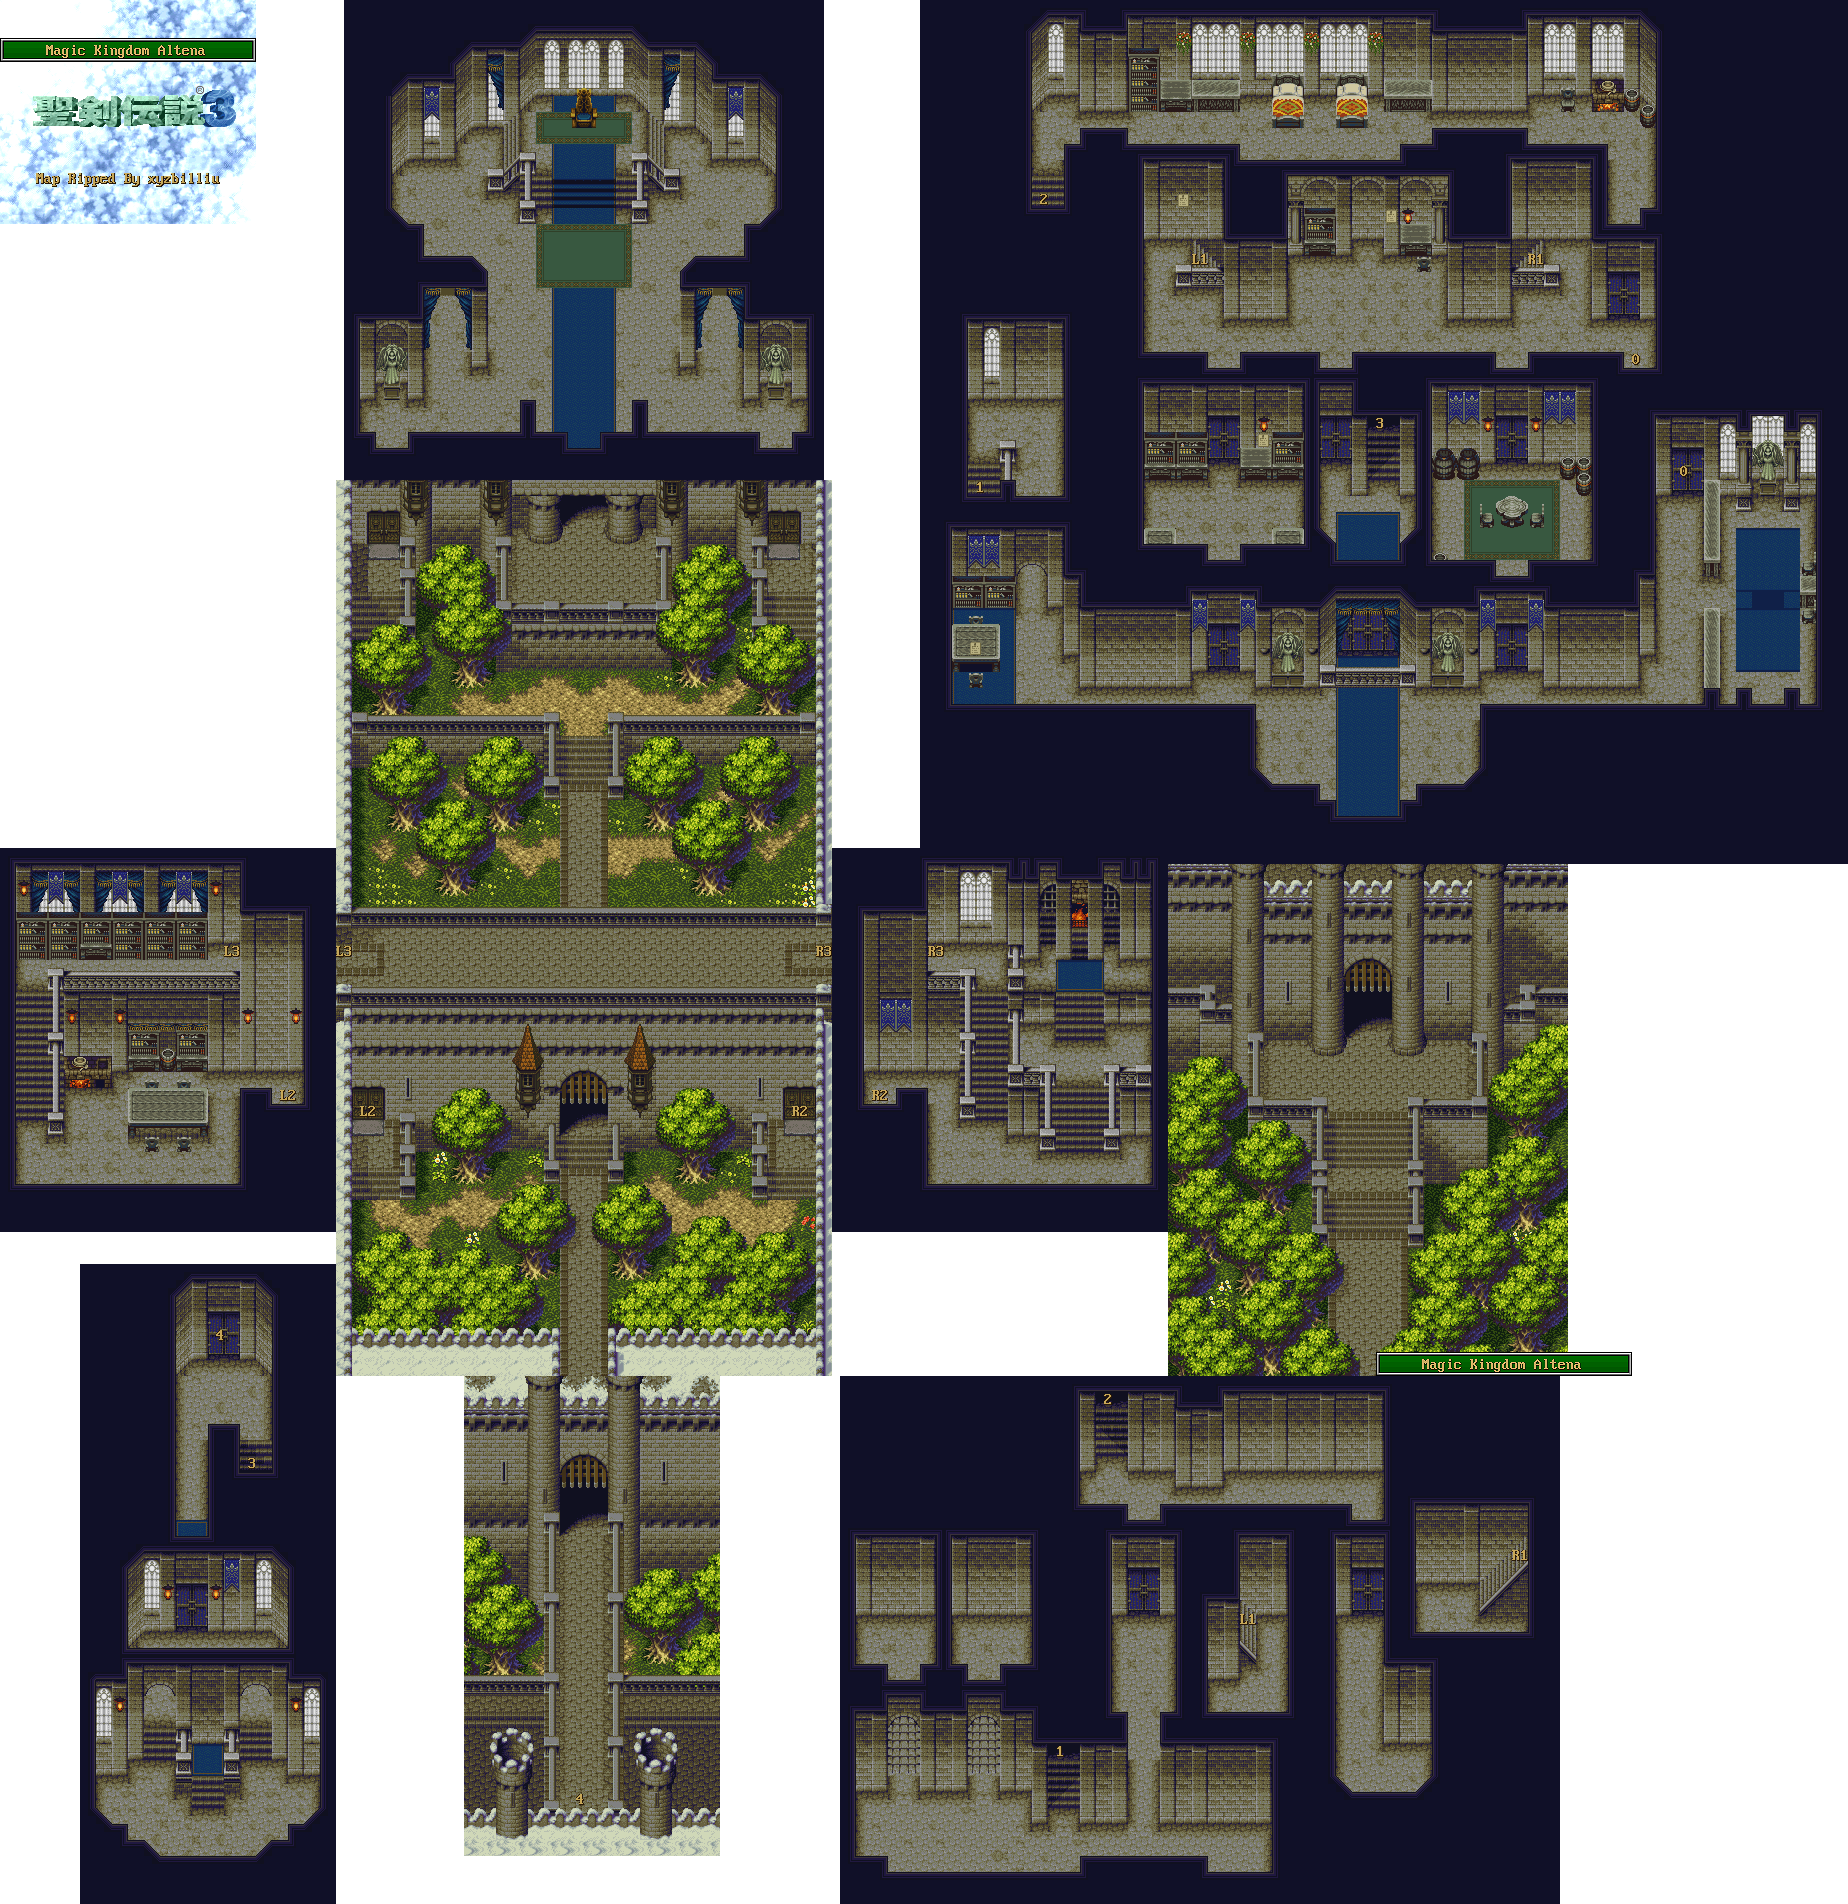 Magic Kingdom Altena
聖剣伝説3
®
Map Ripped By xyzbilliu
2
L1
R1
0
1
3
0
L3
L3
R3
R3
L2
L2
R2
R2
4
3
Magic Kingdom Altena
2
R1
L1
1
4